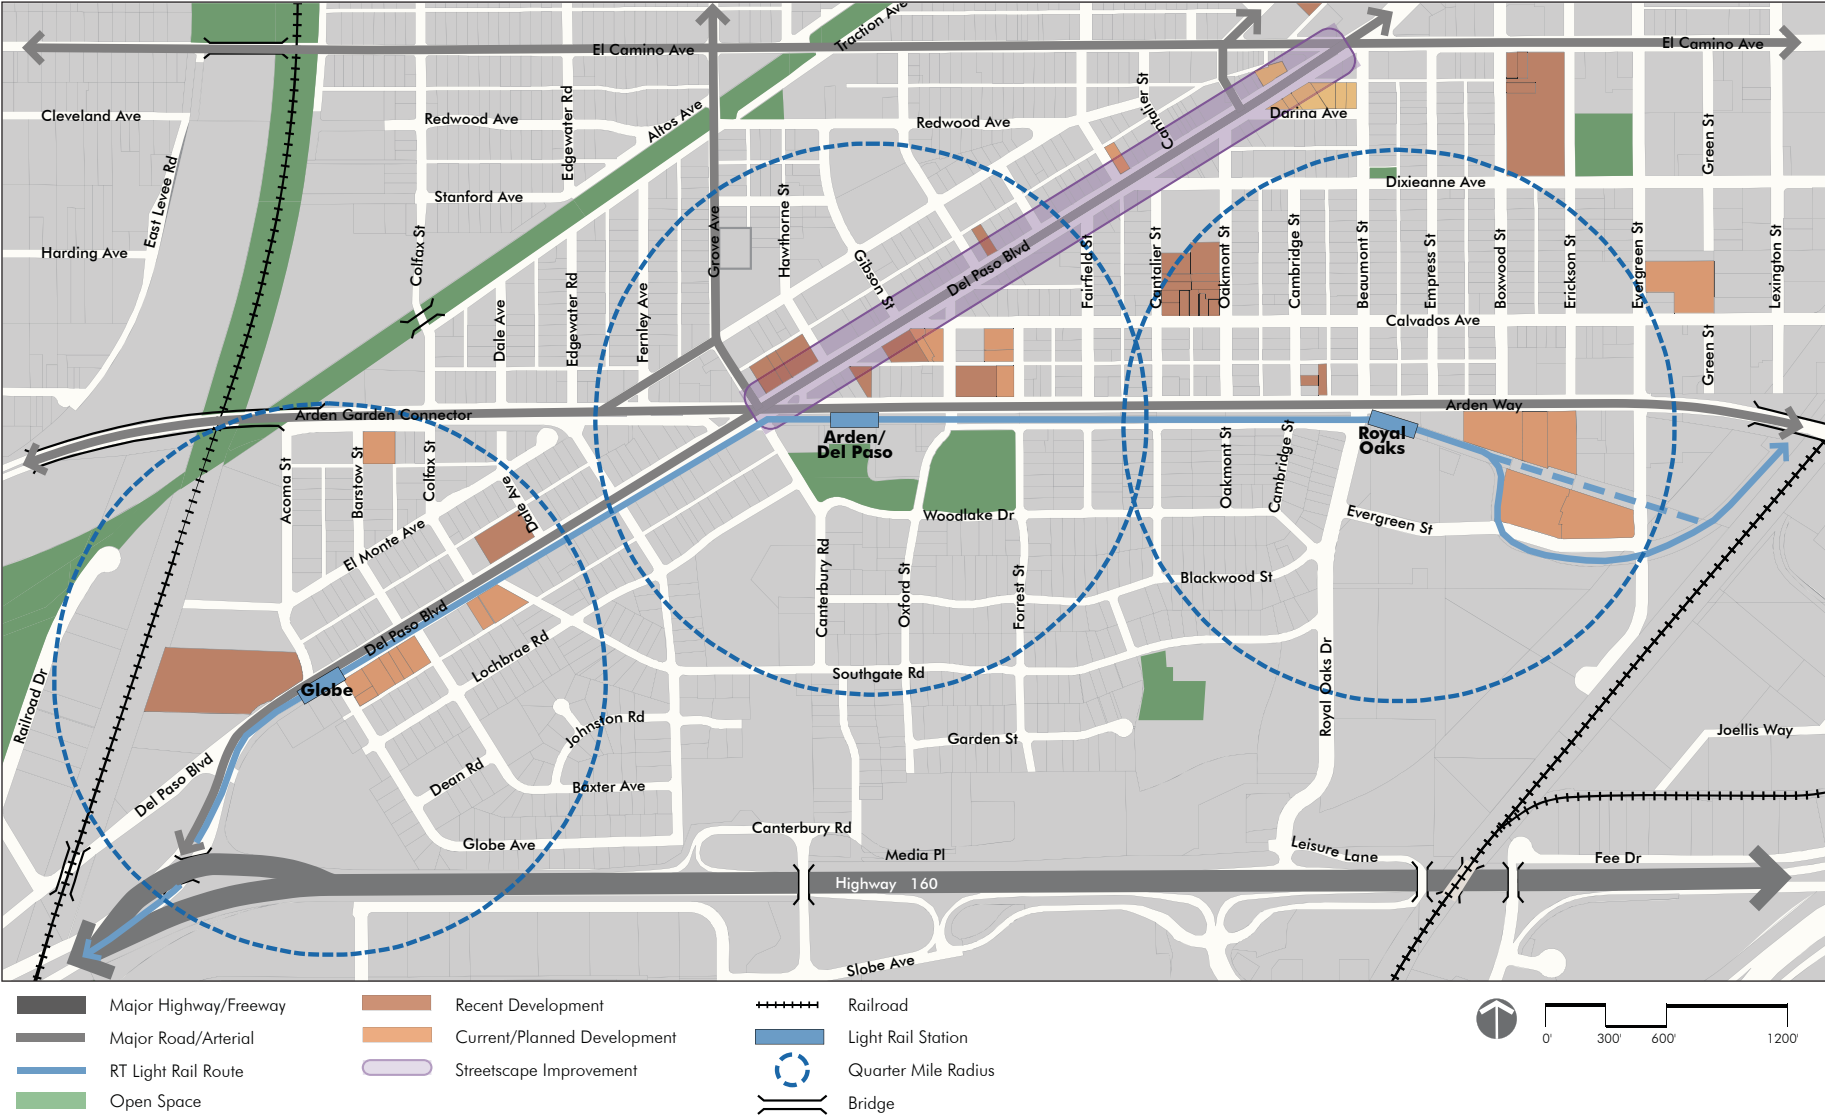 Traction Ave
El Camino Ave
El Camino Ave
Cleveland Ave
Redwood Ave
Edgewater Rd
Altos Ave
Redwood Ave
Cantalier St
Darina Ave
Green St
East Levee Rd
Stanford Ave
Dixieanne Ave
Harding Ave
Colfax St
Grove Ave
Hawthorne St
Gibson St
Del Paso Blvd
Fairfield St
Cantalier St
Oakmont St
Cambridge St
Beaumont St
Empress St
Boxwood St
Erickson St
Evergreen St
Lexington St
Dale Ave
Edgewater Rd
Fernley Ave
Calvados Ave
Green St
Arden Garden Connector
Arden Way
Arden/
Del Paso
Royal
Oaks
Acoma St
Barstow St
Colfax St
Dale Ave
Oakmont St
Cambridge St
El Monte Ave
Woodlake Dr
Evergreen St
Canterbury Rd
Oxford St
Forrest St
Blackwood St
Del Paso Blvd
Lochbrae Rd
Southgate Rd
Royal Oaks Dr
Railroad Dr
Globe
Johnston Rd
Garden St
Joellis Way
Del Paso Blvd
Dean Rd
Baxter Ave
Globe Ave
Canterbury Rd
Media Pl
Leisure Lane
Fee Dr
Highway 160
Slobe Ave
Major Highway/Freeway
Major Road/Arterial
RT Light Rail Route
Open Space
Recent Development
Current/Planned Development
Streetscape Improvement
Railroad
Light Rail Station
Quarter Mile Radius
Bridge
0' 300' 600' 1200'